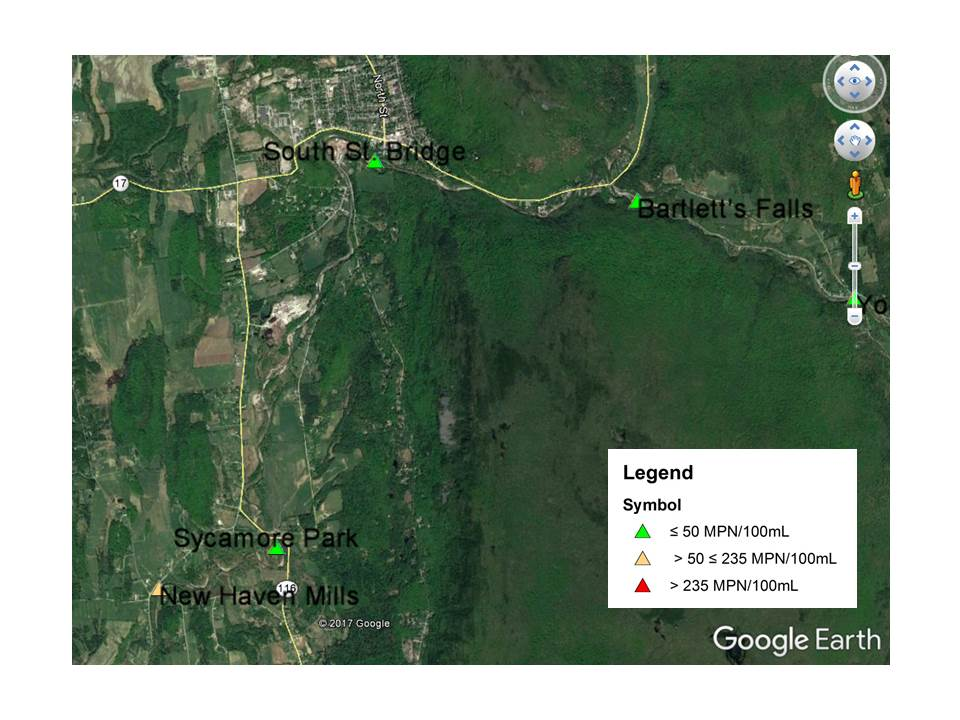 North St
South St. Bridge
17
Bartlett's Falls
Yo
Legend
Symbol
≤ 50 MPN/100mL
> 50 ≤ 235 MPN/100mL
> 235 MPN/100mL
Sycamore Park
116
New Haven Mills
© 2017 Google
Google Earth